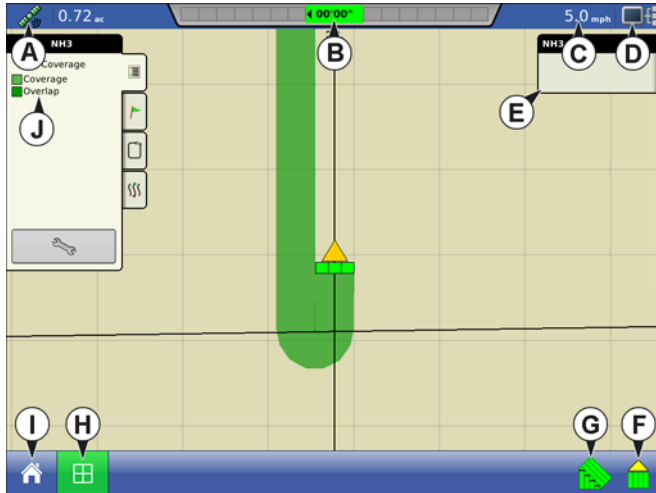 0.72 ac
00'00"
5.0 mph
A
B
C
D
NH3
NH3
Coverage
Coverage
Overlap
E
J
I
H
G
F